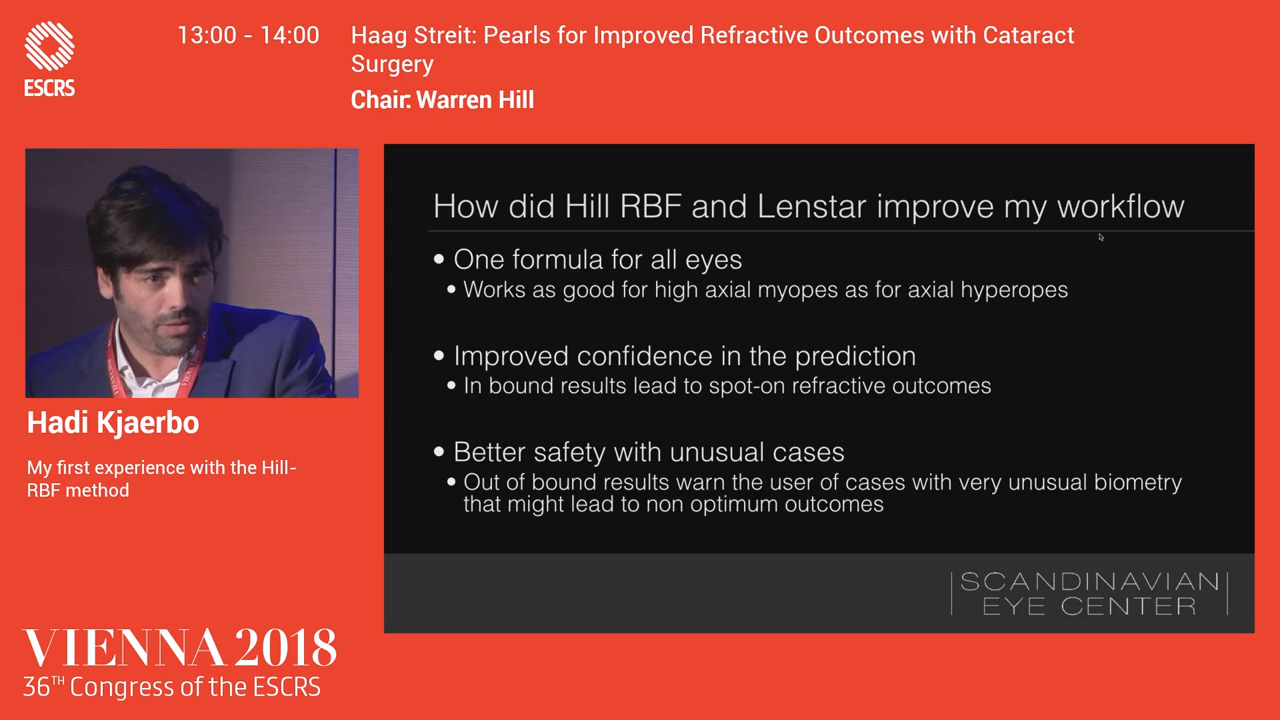 ESCRS
13:00 - 14:00
Haag Streit: Pearls for Improved Refractive Outcomes with Cataract
Surgery
Chair: Warren Hill
How did Hill RBF and Lenstar improve my workflow
• One formula for all eyes
• Works as good for high axial myopes as for axial hyperopes
• Improved confidence in the prediction
• In bound results lead to spot-on refractive outcomes
• Better safety with unusual cases
• Out of bound results warn the user of cases with very unusual biometry
that might lead to non optimum outcomes
SCANDINAVIAN
EYE CENTER
Hadi Kjaerbo
My first experience with the Hill-
RBF method
VIENNA 2018
36TH Congress of the ESCRS